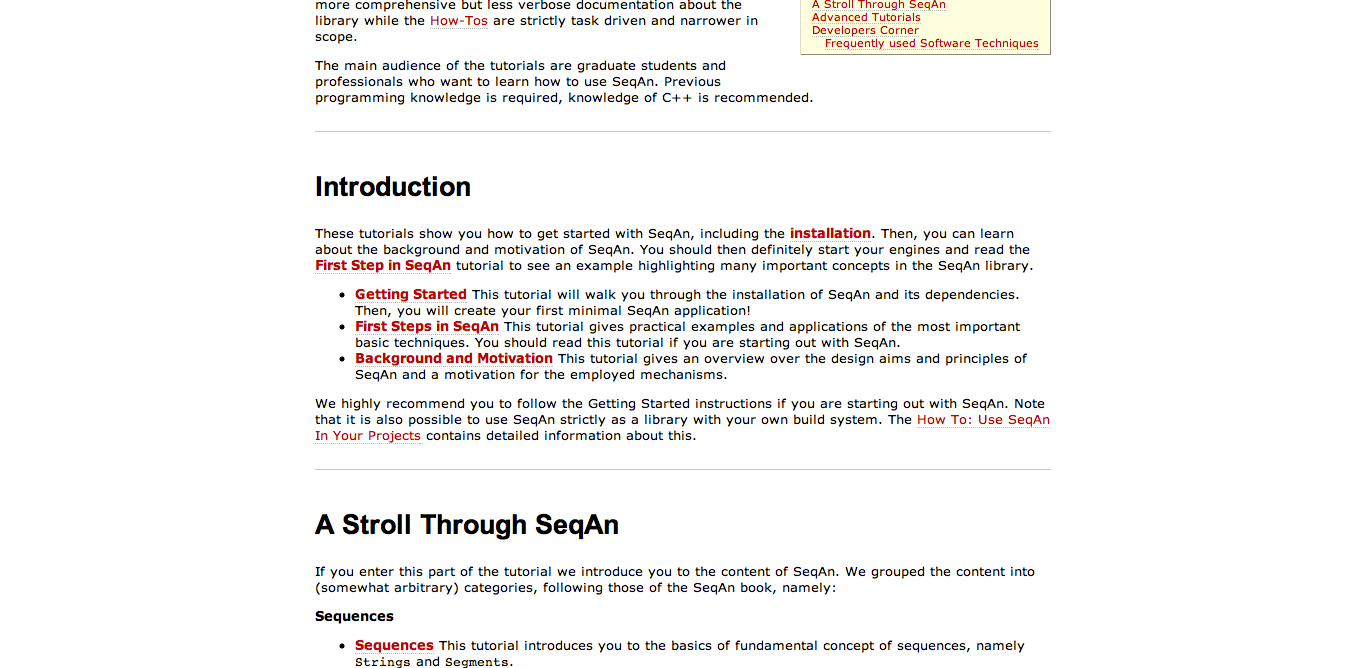 more comprehensive but less verbose documentation about the
library while the How-Tos are strictly task driven and narrower in
scope.
A Stroll Through SeqAn
Advanced Tutorials
Developers Corner
Frequently used Software Techniques
The main audience of the tutorials are graduate students and
professionals who want to learn how to use SeqAn. Previous
programming knowledge is required, knowledge of C++ is recommended.
Introduction
These tutorials show you how to get started with SeqAn, including the installation. Then, you can learn
about the background and motivation of SeqAn. You should then definitely start your engines and read the
First Step in SeqAn tutorial to see an example highlighting many important concepts in the SeqAn library.
• Getting Started This tutorial will walk you through the installation of SeqAn and its dependencies.
Then, you will create your first minimal SeqAn application!
• First Steps in SeqAn This tutorial gives practical examples and applications of the most important
basic techniques. You should read this tutorial if you are starting out with SeqAn.
• Background and Motivation This tutorial gives an overview over the design aims and principles of
SeqAn and a motivation for the employed mechanisms.
We highly recommend you to follow the Getting Started instructions if you are starting out with SeqAn. Note
that it is also possible to use SeqAn strictly as a library with your own build system. The How To: Use SeqAn
In Your Projects contains detailed information about this.
A Stroll Through SeqAn
If you enter this part of the tutorial we introduce you to the content of SeqAn. We grouped the content into
(somewhat arbitrary) categories, following those of the SeqAn book, namely:
Sequences
• Sequences This tutorial introduces you to the basics of fundamental concept of sequences, namely
Strings and Segments.